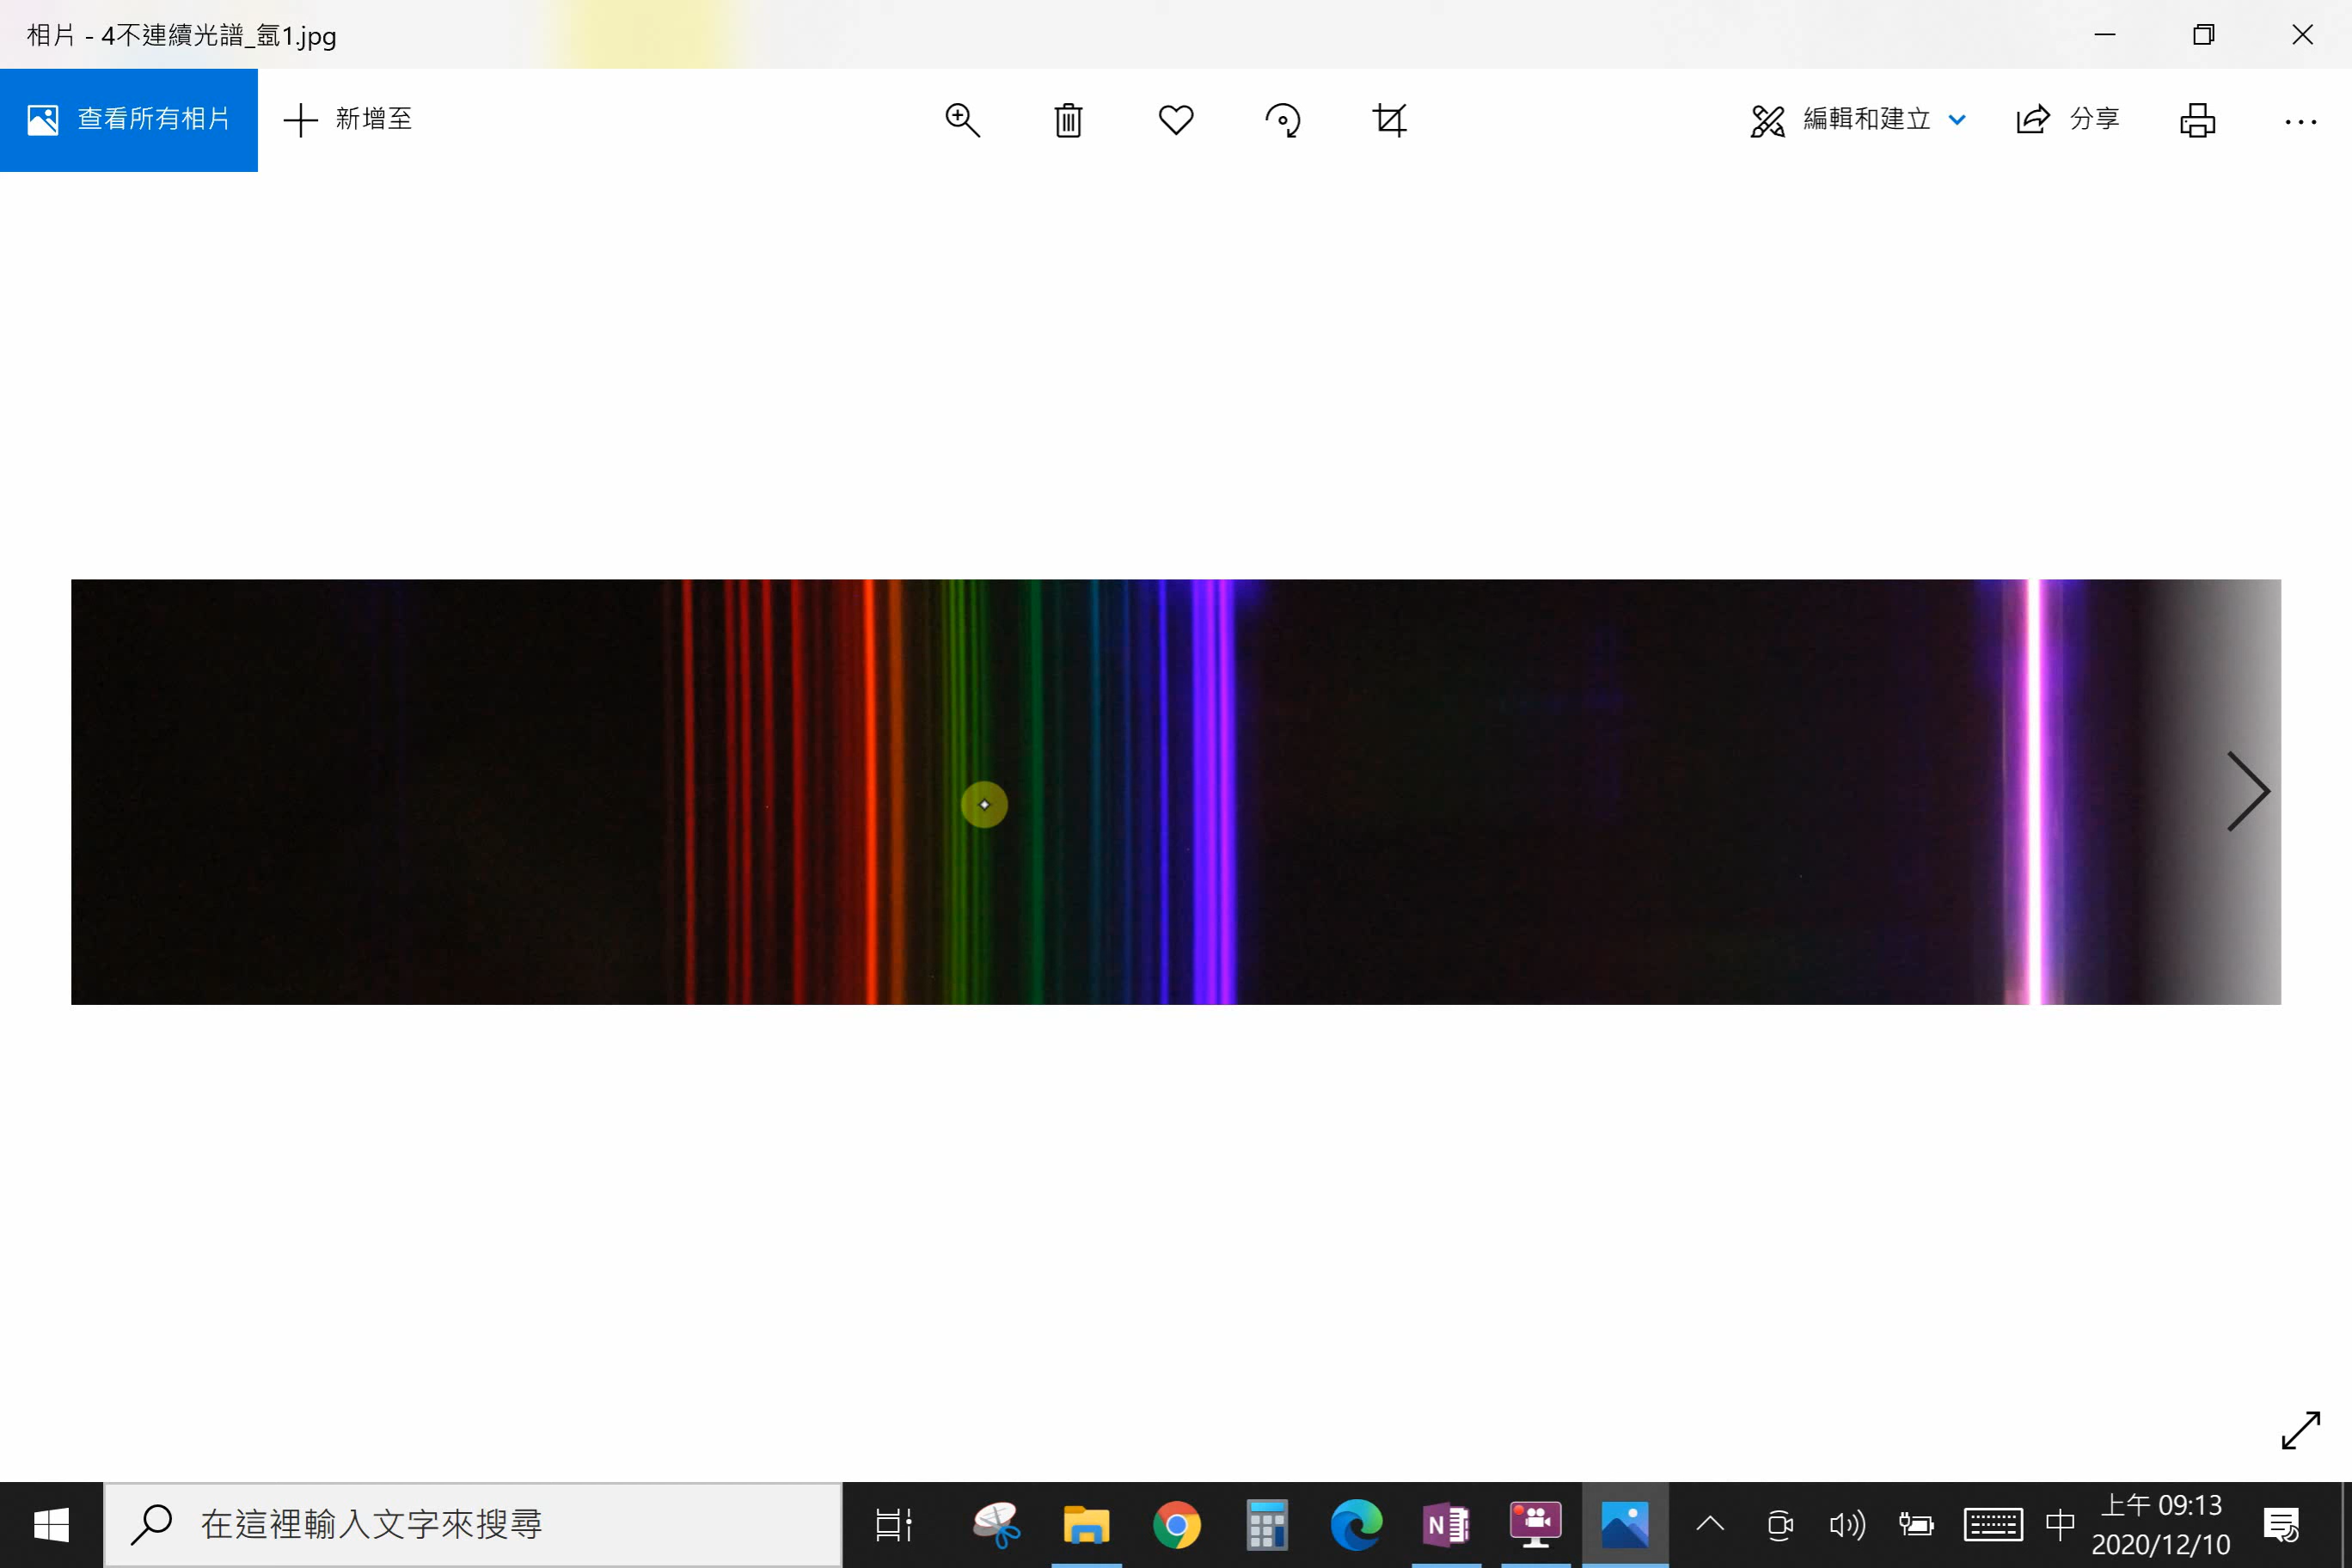 相片 - 4不連續光譜_氬1.jpg
查看所有相片
新增至
編輯和建立
分享
在這裡輸入文字來搜尋
中
上午 09:13
2020/12/10